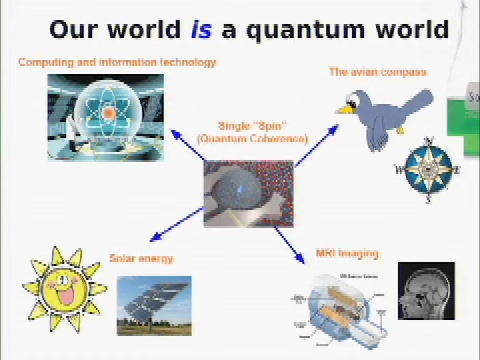 Our world is a quantum world
Computing and information technology
The avian compass
Single "Spin"
(Quantum Coherence)
N
W
E
S
Solar energy
MRI Imaging